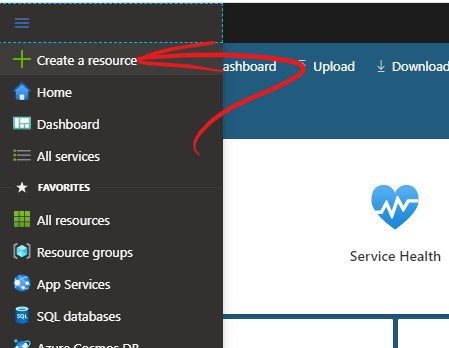 Create a resource
ashboard
Upload
Download
Home
Dashboard
All services
FAVORITES
All resources
Resource groups
App Services
SQL
SQL databases
Azure Cosmos DB
Service Health